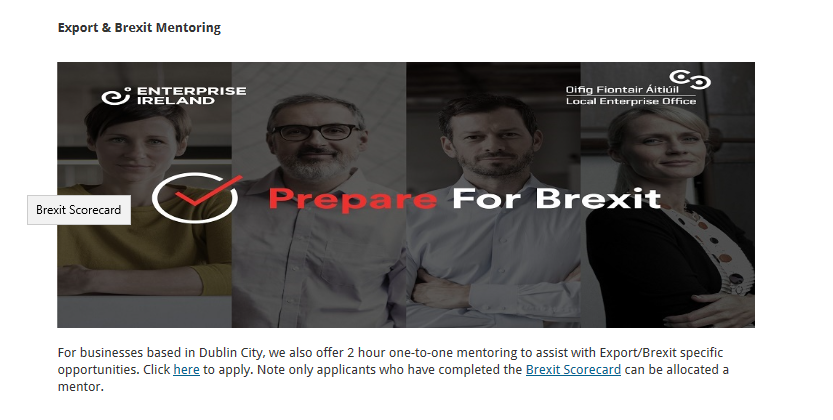 Export & Brexit Mentoring
ENTERPRISE
IRELAND
Oifig Fiontair Áitiúil
Local Enterprise Office
Brexit Scorecard
Prepare For Brexit
For businesses based in Dublin City, we also offer 2 hour one-to-one mentoring to assist with Export/Brexit specific
opportunities. Click here to apply. Note only applicants who have completed the Brexit Scorecard can be allocated a
mentor.